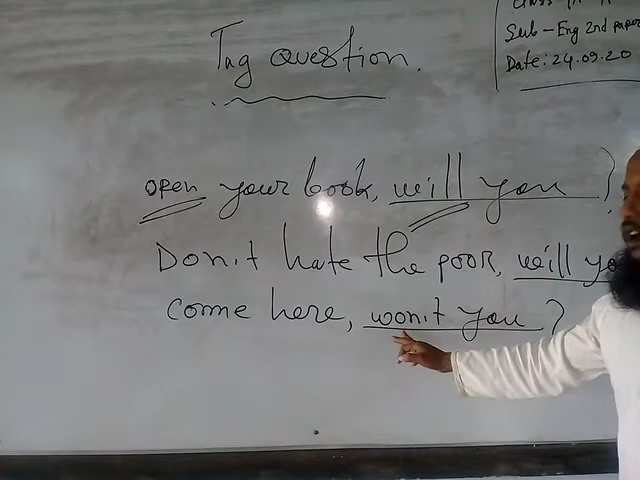 Sub - Eng 2nd paper
Date: 24.09.20
Tag question.
open your book, will you ?
Don't hate the poor, will yo
come here, won't you ?